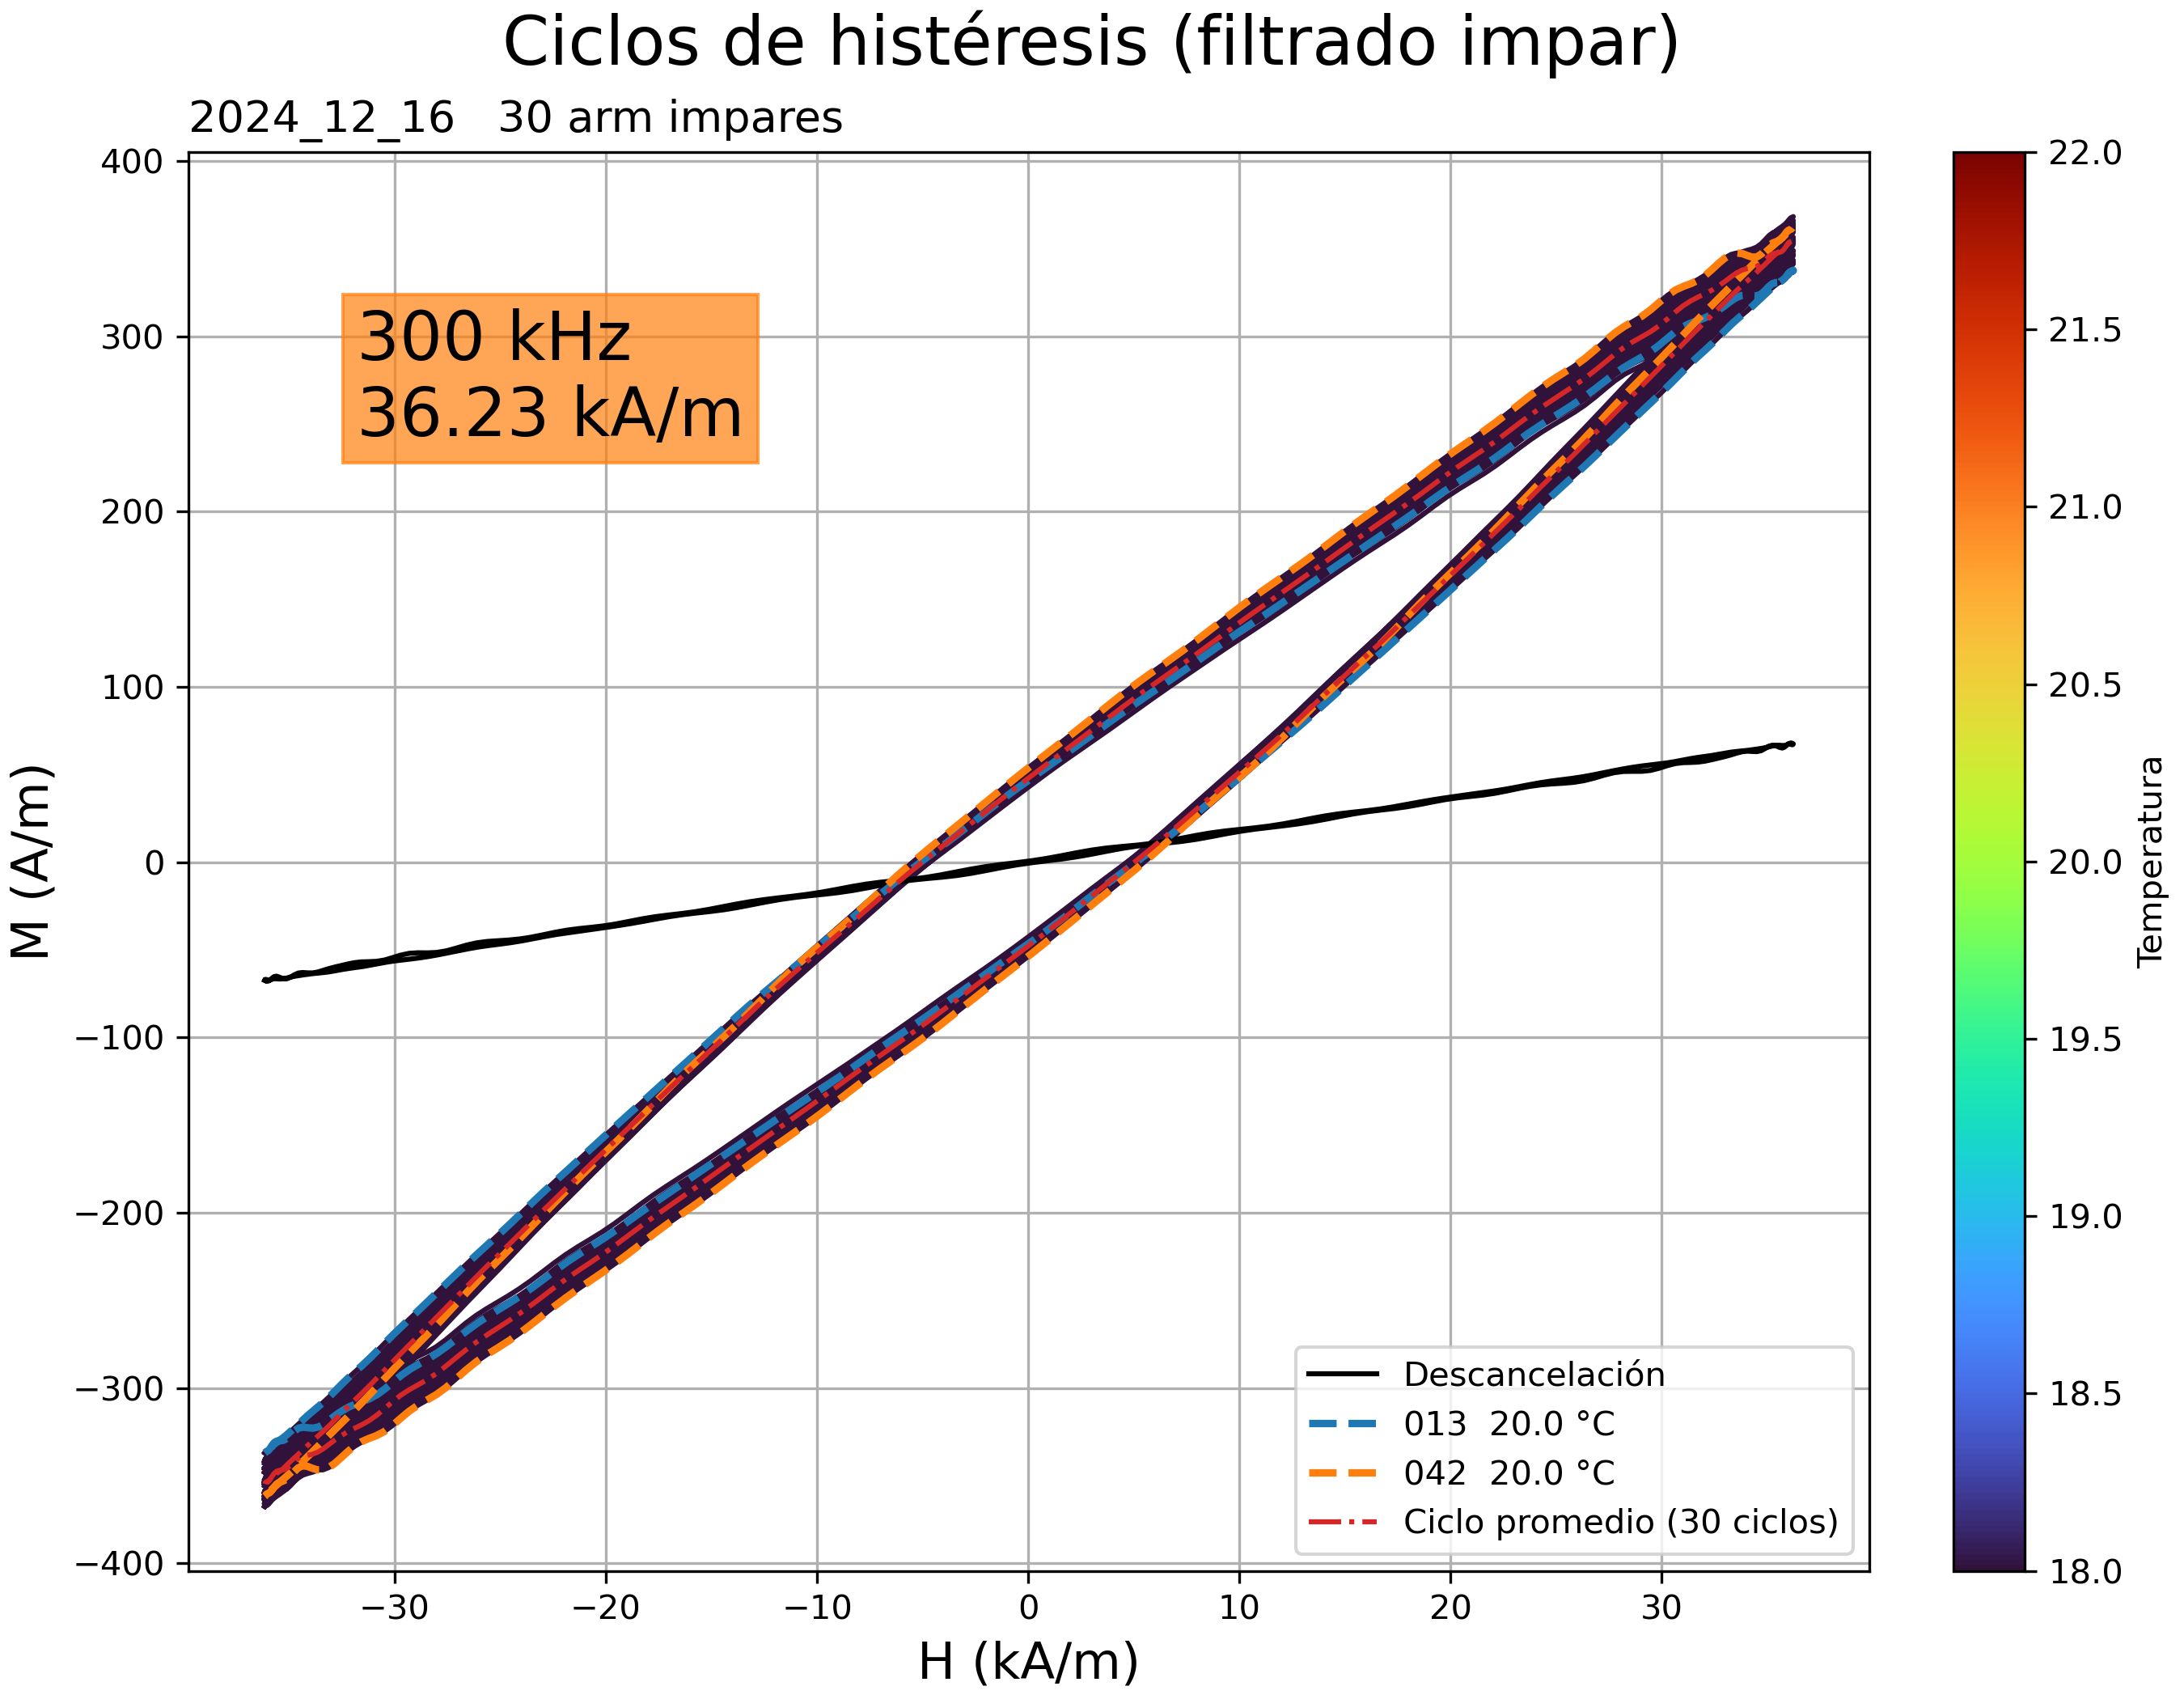 Ciclos de histéresis (filtrado impar)
2024_12_16   30 arm impares
400
300
200
100
0
−100
−200
−300
−400
M (A/m)
300 kHz
36.23 kA/m
Descancelación
013  20.0 °C
042  20.0 °C
Ciclo promedio (30 ciclos)
−30
−20
−10
0
10
20
30
H (kA/m)
22.0
21.5
21.0
20.5
20.0
19.5
19.0
18.5
18.0
Temperatura